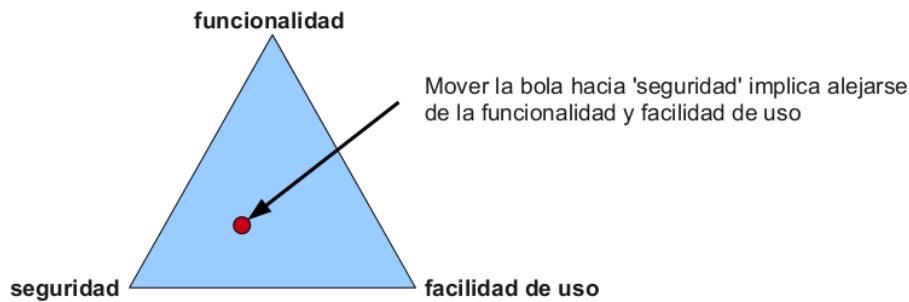 funcionalidad
Mover la bola hacia 'seguridad' implica alejarse
de la funcionalidad y facilidad de uso
seguridad
facilidad de uso